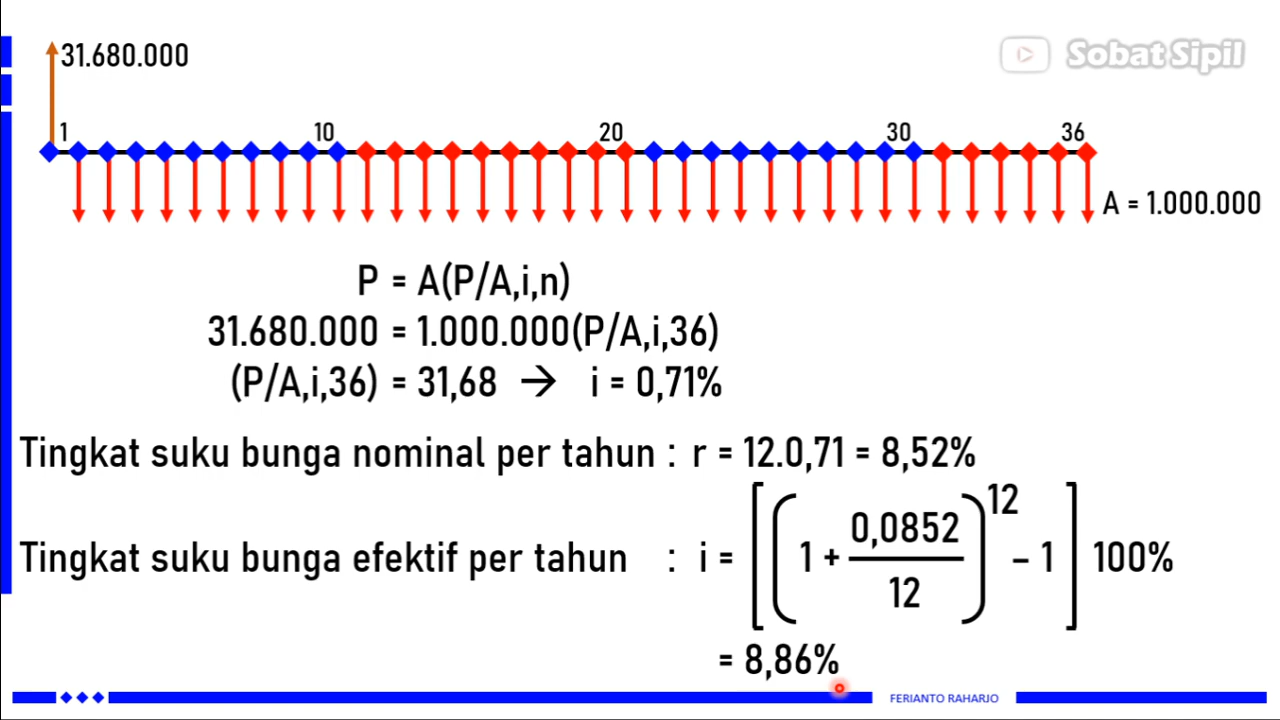 31.680.000
Sobat Sipil
1 10 20 30 36
A = 1.000.000
P = A(P/A,i,n)
31.680.000 = 1.000.000(P/A,i,36)
(P/A,i,36) = 31,68 → i = 0,71%
Tingkat suku bunga nominal per tahun : r = 12.0,71 = 8,52%
Tingkat suku bunga efektif per tahun : i = [(1 + 0,0852/12)^12 – 1] 100%
= 8,86%
FERIANTO RAHARJO